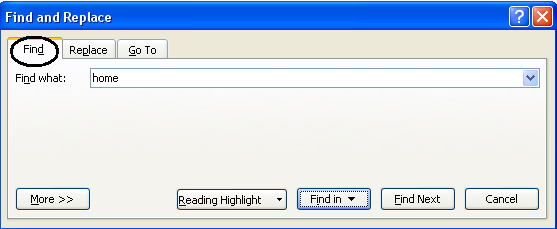 Find and Replace
Find Replace Go To
Find what: home
More >> Reading Highlight Find in Find Next Cancel